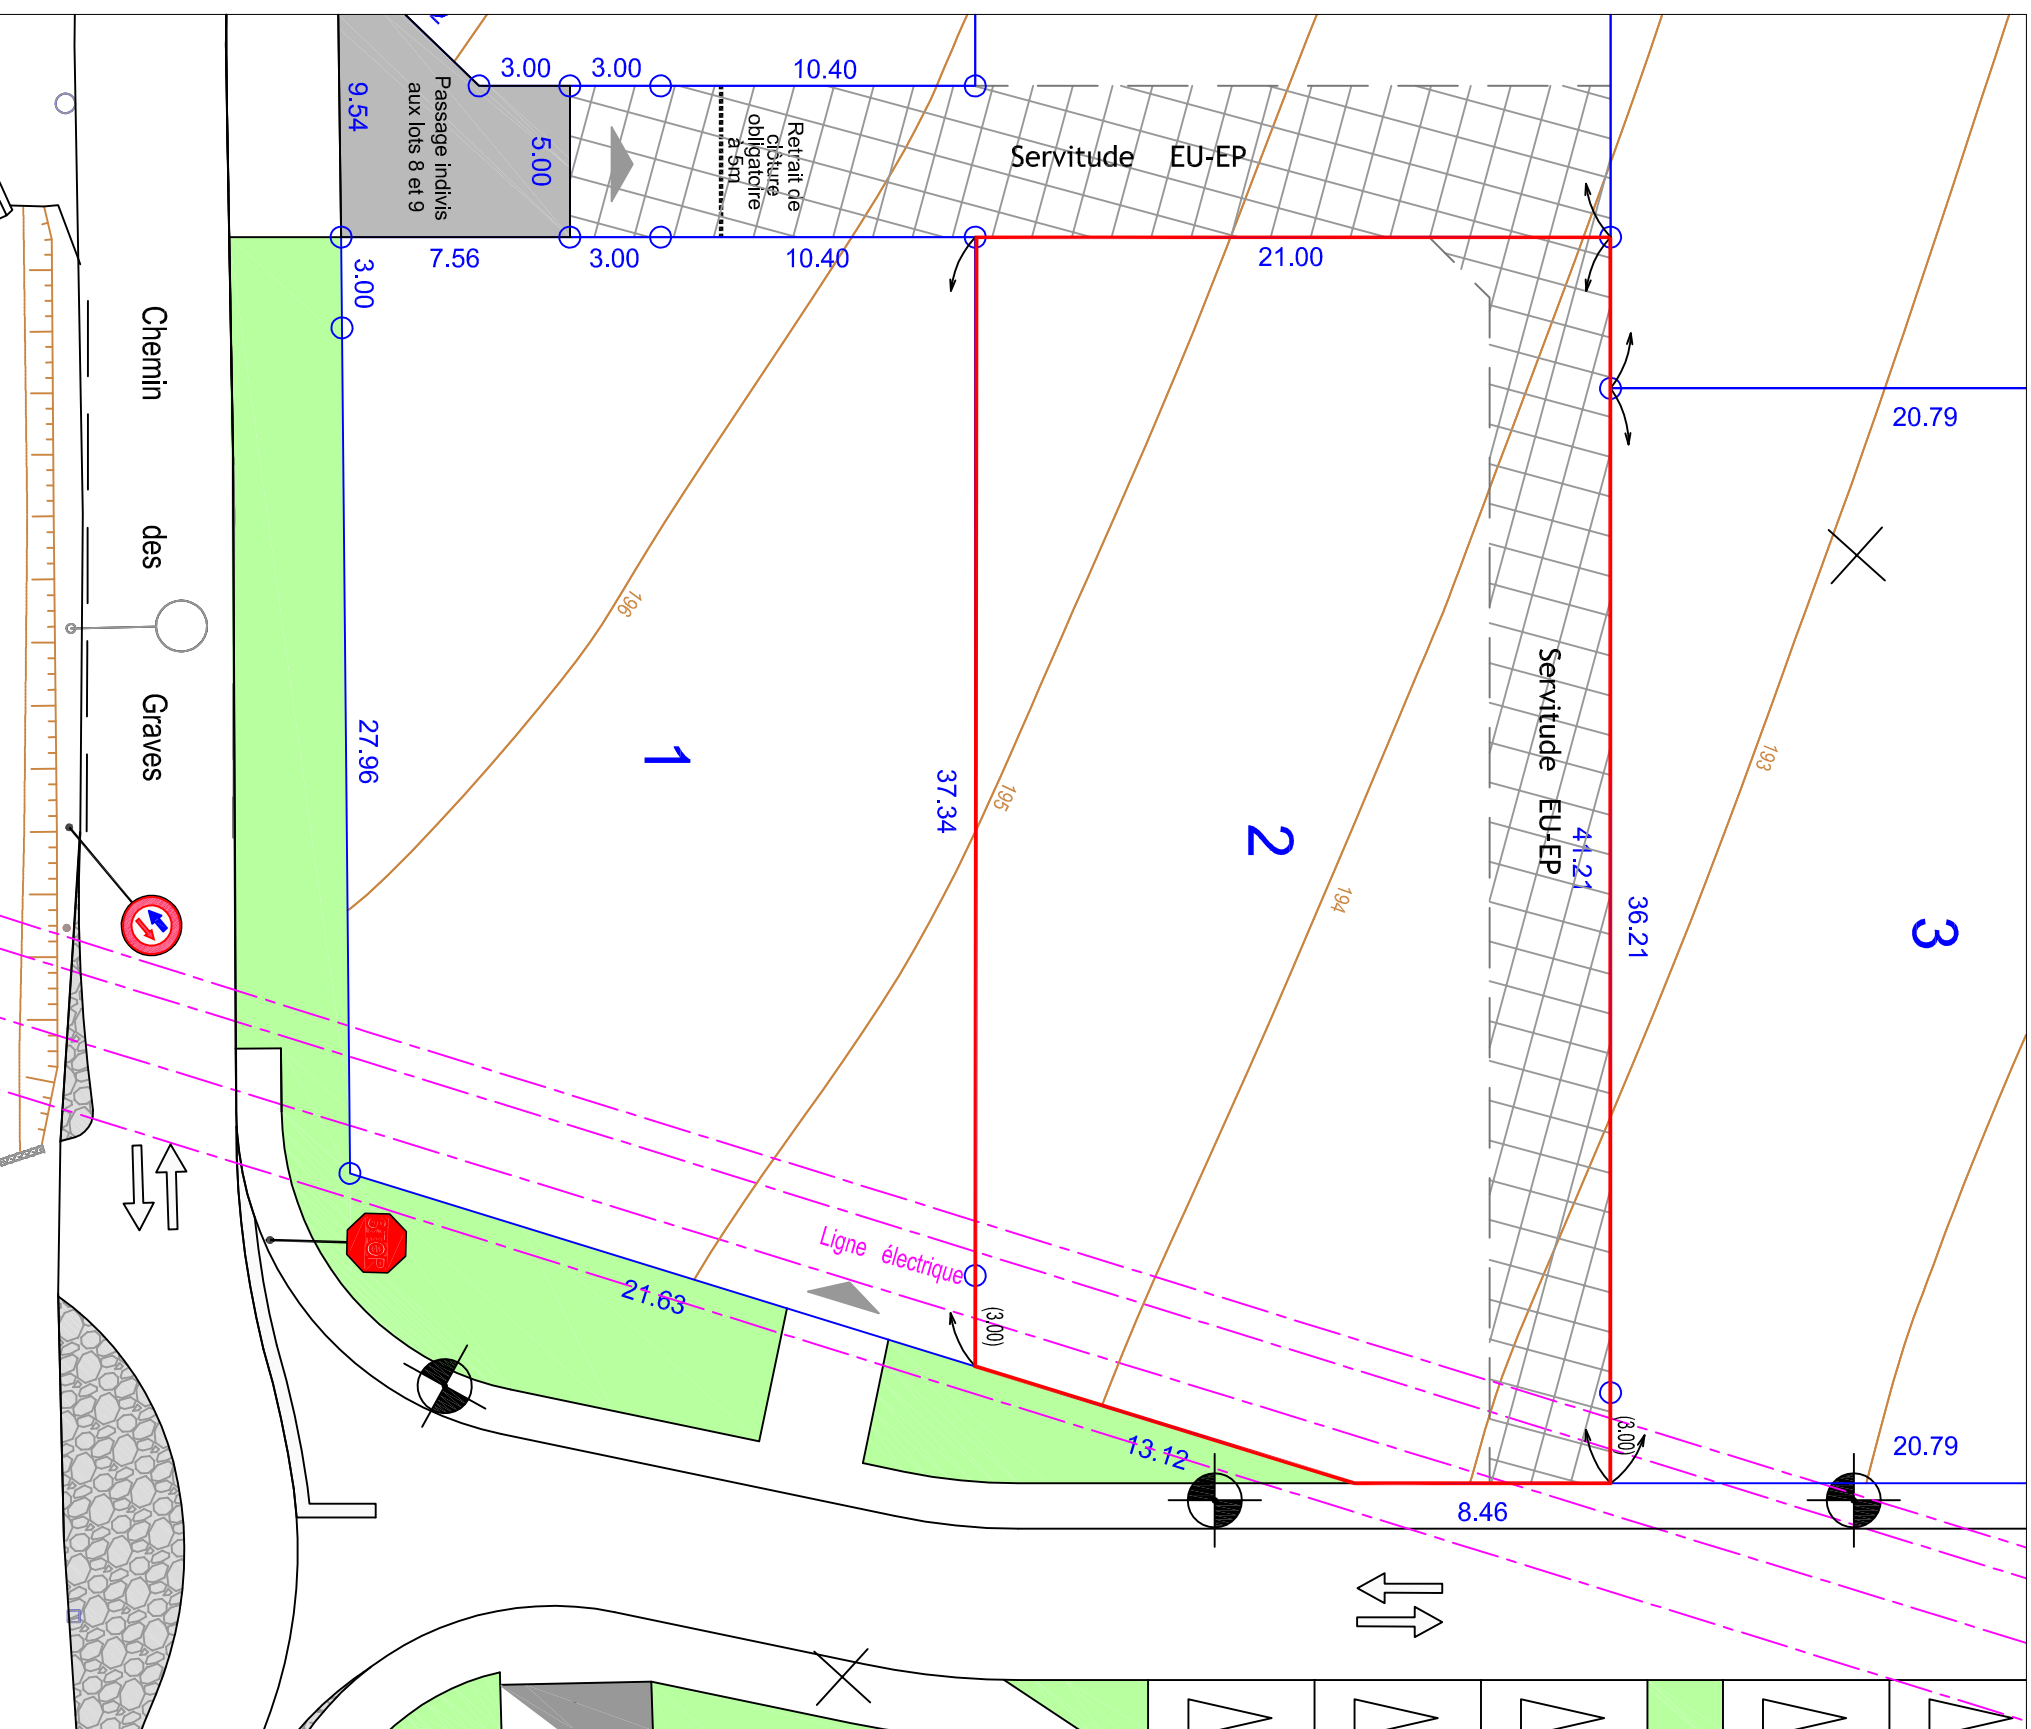 3.00
3.00
10.40
9.54
Passage indivis
aux lots 8 et 9
5.00
Retrait de
clôture
obligatoire
à 5m
Servitude EU-EP
7.56
3.00
10.40
21.00
3.00
20.79
Chemin des Graves
196
27.96
1
37.34
195
2
194
Servitude EU-EP
41.21
36.21
193
3
Ligne électrique
STOP
21.63
(3.00)
13.12
(3.00)
20.79
8.46